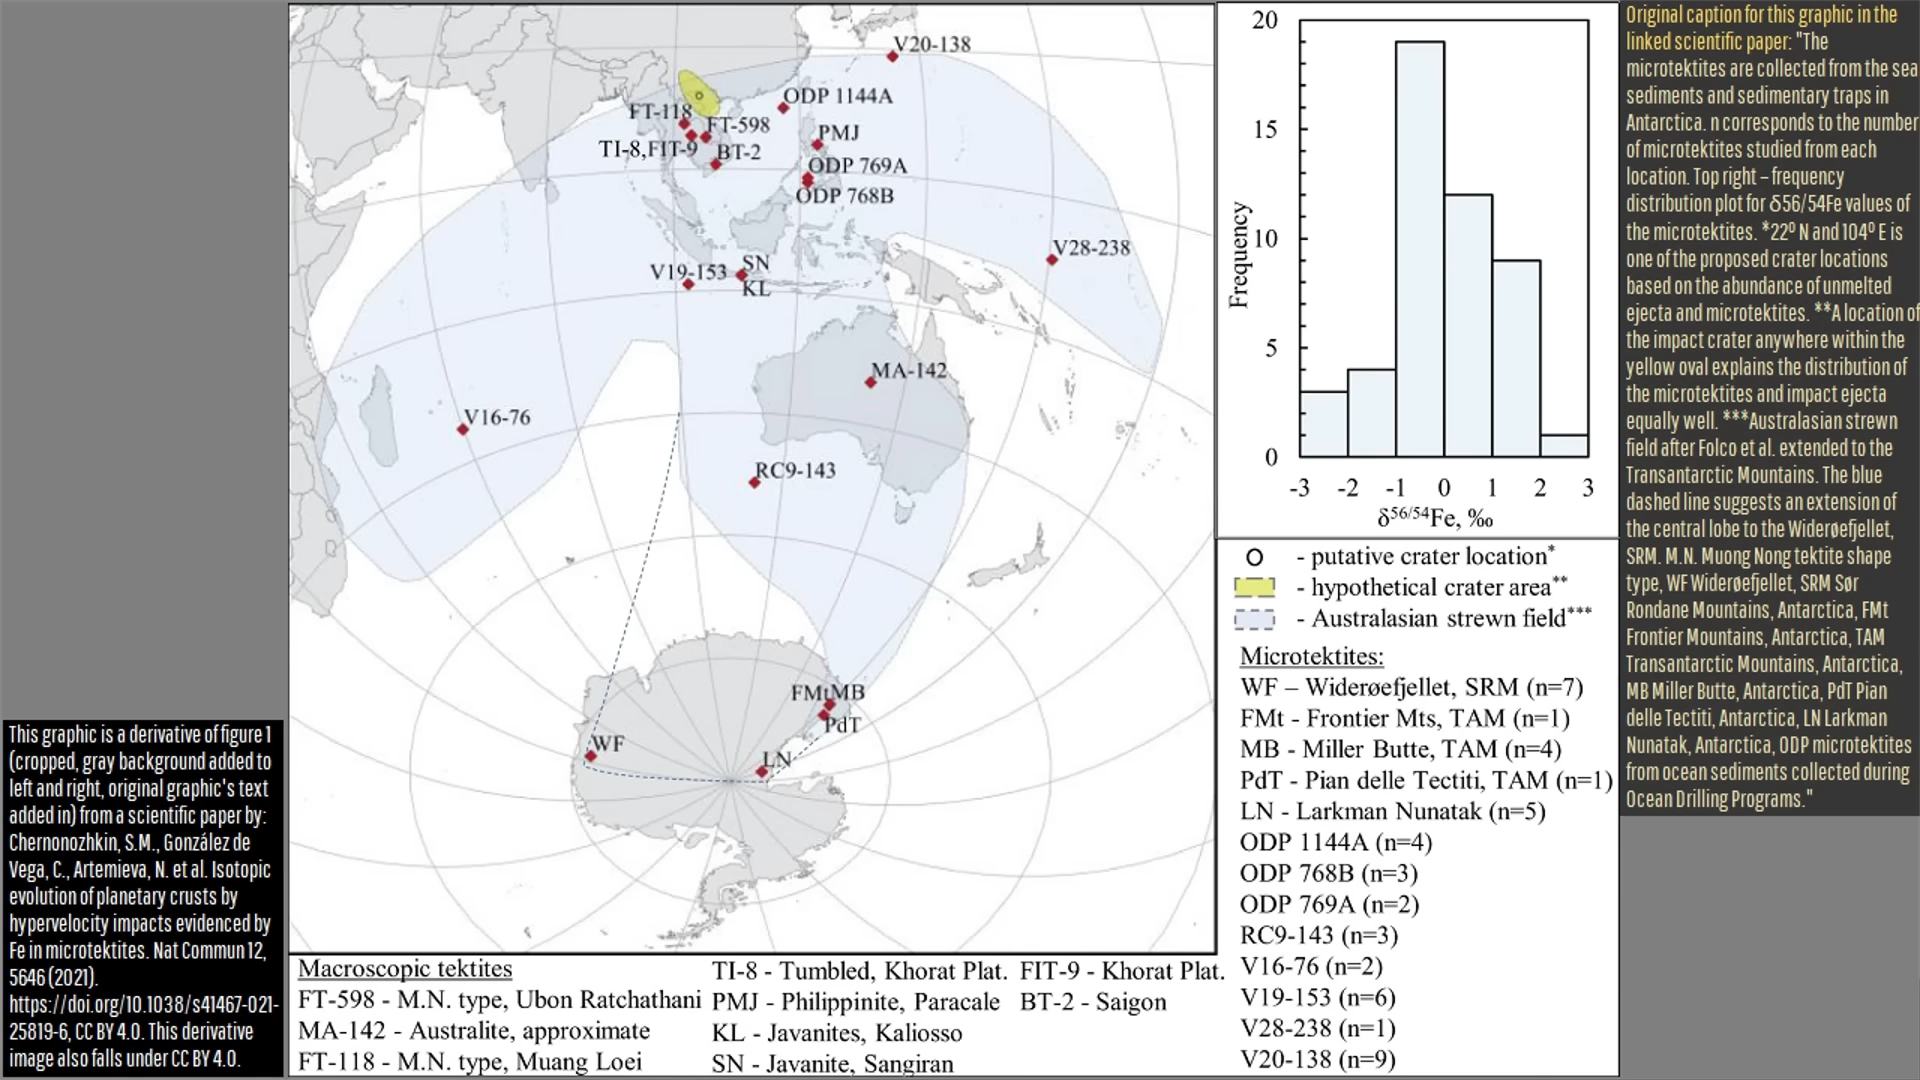 V20-138
ODP 1144A
FT-118
FT-598
PMJ
TI-8,FIT-9
BT-2
ODP 769A
ODP 768B
V28-238
SN
V19-153
KL
MA-142
V16-76
RC9-143
FMt MB
PdT
WF
LN
20
15
10
5
0
Frequency
-3 -2 -1 0 1 2 3
δ56/54Fe, ‰
- putative crater location*
- hypothetical crater area**
- Australasian strewn field***
Microtektites:
WF – Widerøefjellet, SRM (n=7)
FMt - Frontier Mts, TAM (n=1)
MB - Miller Butte, TAM (n=4)
PdT - Pian delle Tectiti, TAM (n=1)
LN - Larkman Nunatak (n=5)
ODP 1144A (n=4)
ODP 768B (n=3)
ODP 769A (n=2)
RC9-143 (n=3)
V16-76 (n=2)
V19-153 (n=6)
V28-238 (n=1)
V20-138 (n=9)
Macroscopic tektites
FT-598 - M.N. type, Ubon Ratchathani
MA-142 - Australite, approximate
FT-118 - M.N. type, Muang Loei
TI-8 - Tumbled, Khorat Plat.
PMJ - Philippinite, Paracale
KL - Javanites, Kaliosso
SN - Javanite, Sangiran
FIT-9 - Khorat Plat.
BT-2 - Saigon
This graphic is a derivative of figure 1
(cropped, gray background added to
left and right, original graphic's text
added in) from a scientific paper by:
Chernonozhkin, S.M., González de
Vega, C., Artemieva, N. et al. Isotopic
evolution of planetary crusts by
hypervelocity impacts evidenced by
Fe in microtektites. Nat Commun 12,
5646 (2021).
https://doi.org/10.1038/s41467-021-
25819-6, CC BY 4.0. This derivative
image also falls under CC BY 4.0.
Original caption for this graphic in the
linked scientific paper: "The
microtektites are collected from the sea
sediments and sedimentary traps in
Antarctica. n corresponds to the number
of microtektites studied from each
location. Top right – frequency
distribution plot for δ56/54Fe values of
the microtektites. *22⁰ N and 104⁰ E is
one of the proposed crater locations
based on the abundance of unmelted
ejecta and microtektites. **A location of
the impact crater anywhere within the
yellow oval explains the distribution of
the microtektites and impact ejecta
equally well. ***Australasian strewn
field after Folco et al. extended to the
Transantarctic Mountains. The blue
dashed line suggests an extension of
the central lobe to the Widerøefjellet,
SRM. M.N. Muong Nong tektite shape
type, WF Widerøefjellet, SRM Sør
Rondane Mountains, Antarctica, FMt
Frontier Mountains, Antarctica, TAM
Transantarctic Mountains, Antarctica,
MB Miller Butte, Antarctica, PdT Pian
delle Tectiti, Antarctica, LN Larkman
Nunatak, Antarctica, ODP microtektites
from ocean sediments collected during
Ocean Drilling Programs."